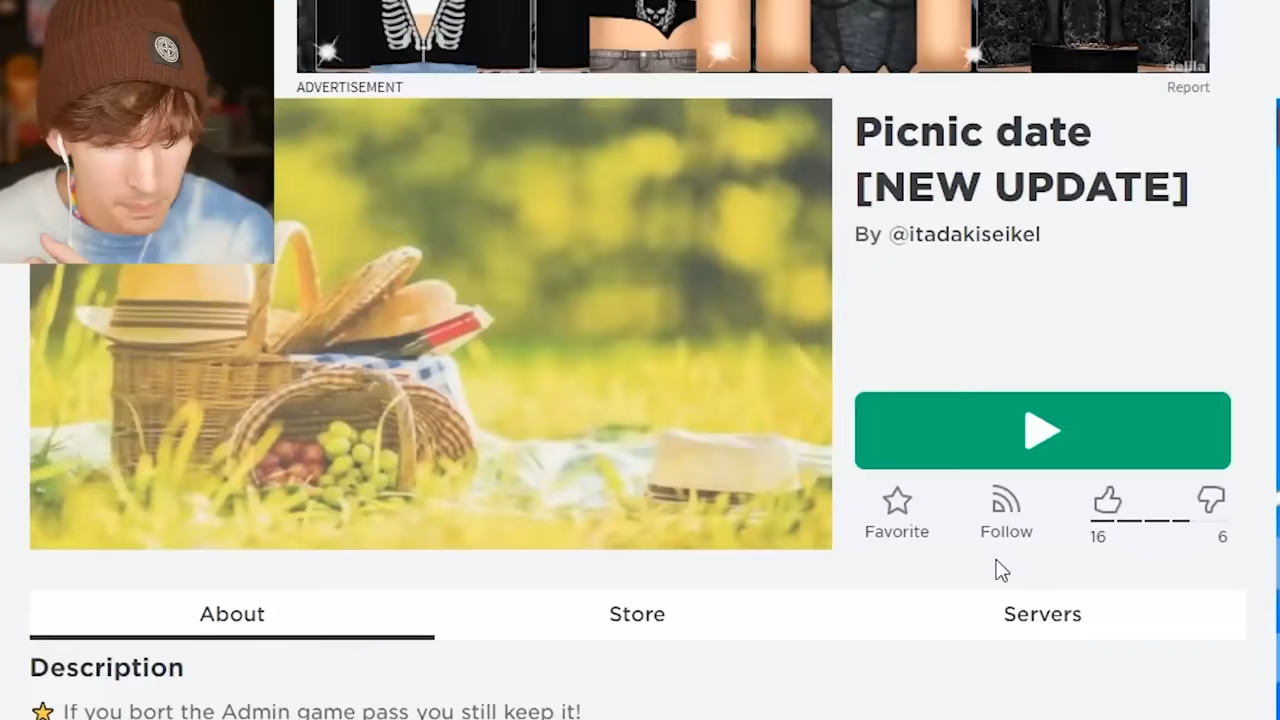 delila
ADVERTISEMENT
Report
Picnic date
[NEW UPDATE]
By @itadakiseikel
Favorite
Follow
16
6
About
Store
Servers
Description
If you bort the Admin game pass you still keep it!